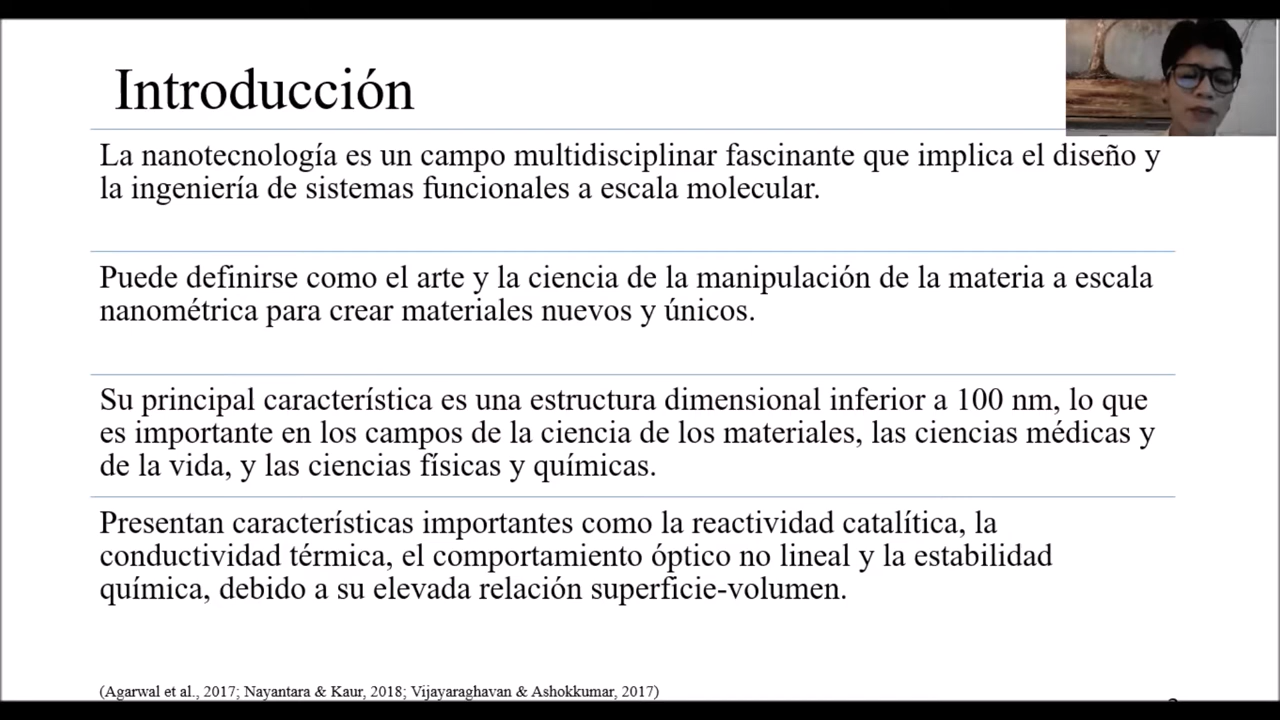 Introducción
La nanotecnología es un campo multidisciplinar fascinante que implica el diseño y
la ingeniería de sistemas funcionales a escala molecular.
Puede definirse como el arte y la ciencia de la manipulación de la materia a escala
nanométrica para crear materiales nuevos y únicos.
Su principal característica es una estructura dimensional inferior a 100 nm, lo que
es importante en los campos de la ciencia de los materiales, las ciencias médicas y
de la vida, y las ciencias físicas y químicas.
Presentan características importantes como la reactividad catalítica, la
conductividad térmica, el comportamiento óptico no lineal y la estabilidad
química, debido a su elevada relación superficie-volumen.
(Agarwal et al., 2017; Nayantara & Kaur, 2018; Vijayaraghavan & Ashokkumar, 2017)